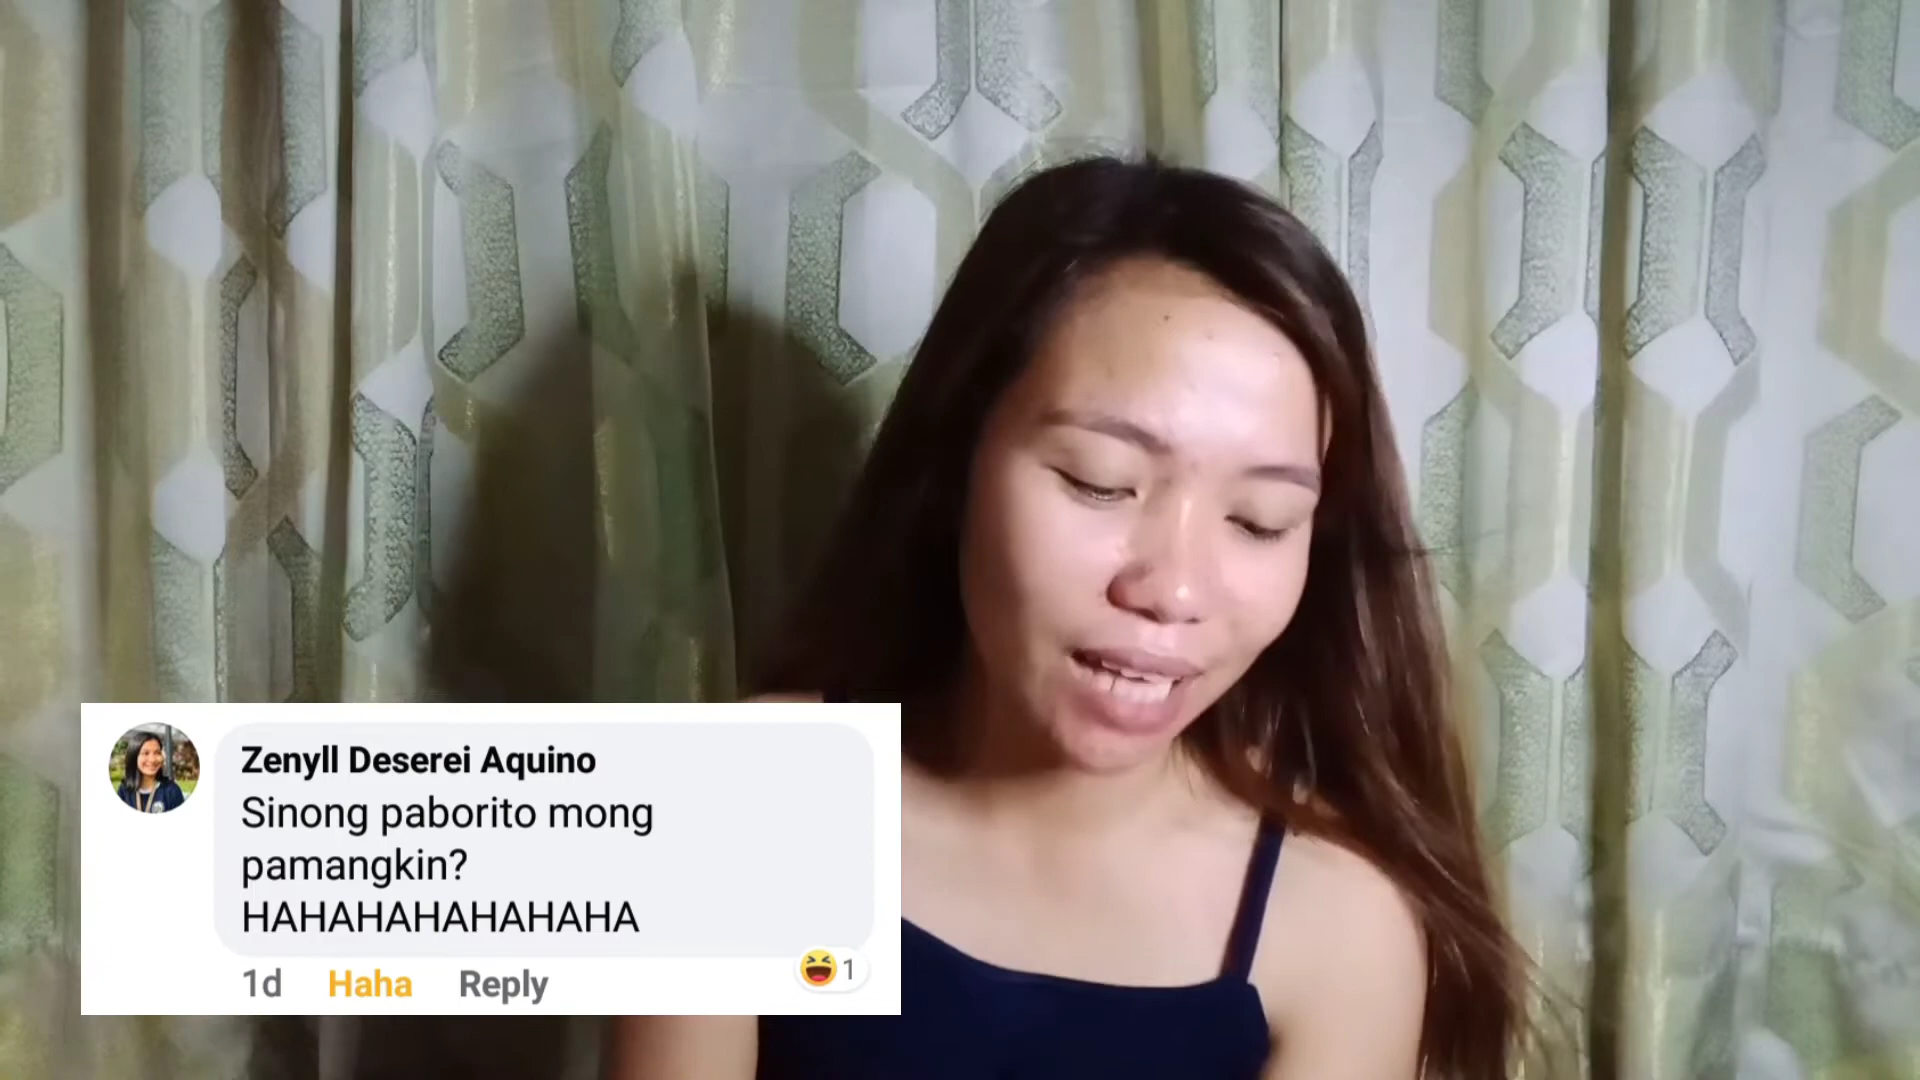 Zenyll Deserei Aquino
Sinong paborito mong
pamangkin?
HAHAHAHAHAHAHA
1d Haha Reply 1